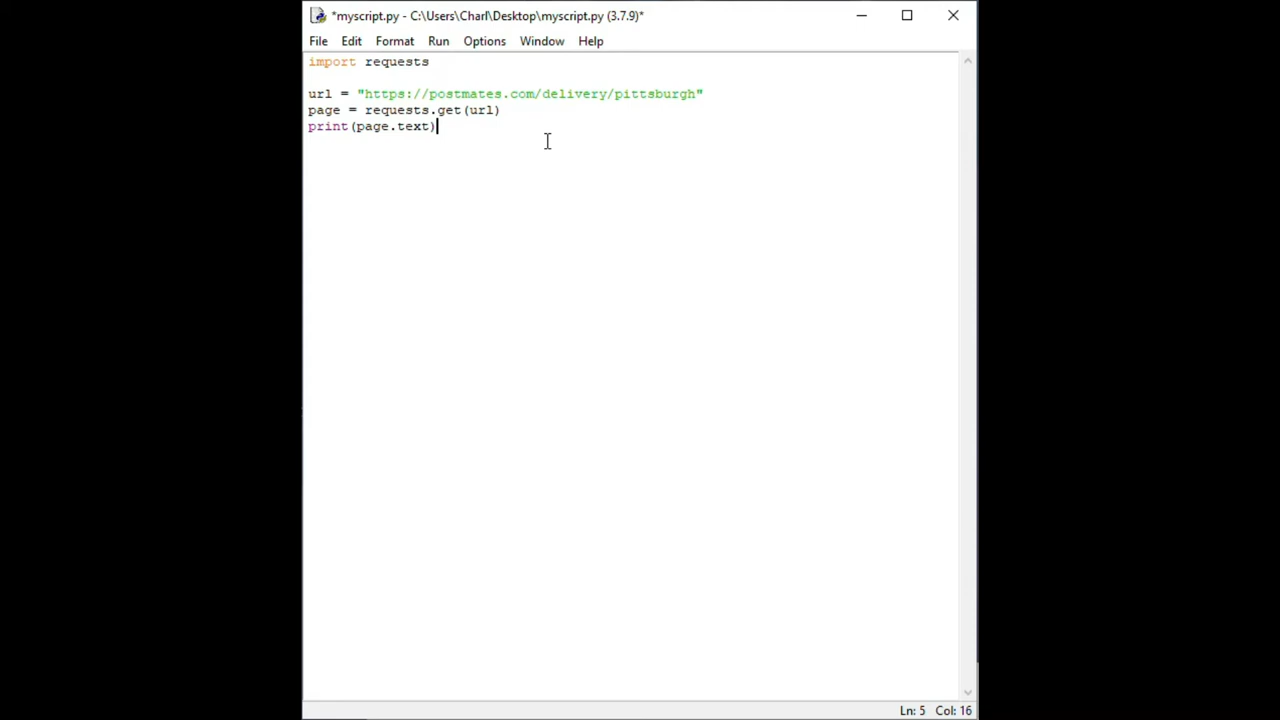 *myscript.py - C:\Users\Charl\Desktop\myscript.py (3.7.9)*
File Edit Format Run Options Window Help
import requests
url = "https://postmates.com/delivery/pittsburgh"
page = requests.get(url)
print(page.text)
Ln: 5 Col: 16